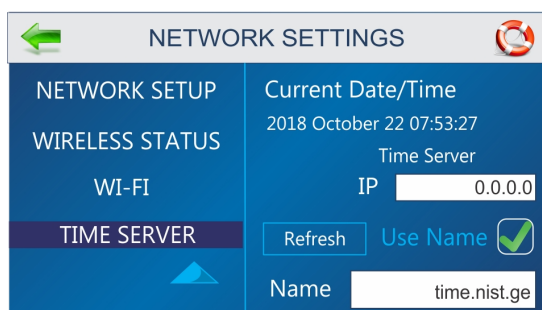 NETWORK SETTINGS
NETWORK SETUP
WIRELESS STATUS
WI-FI
TIME SERVER
Current Date/Time
2018 October 22 07:53:27
Time Server
IP 0.0.0.0
Refresh Use Name
Name time.nist.ge